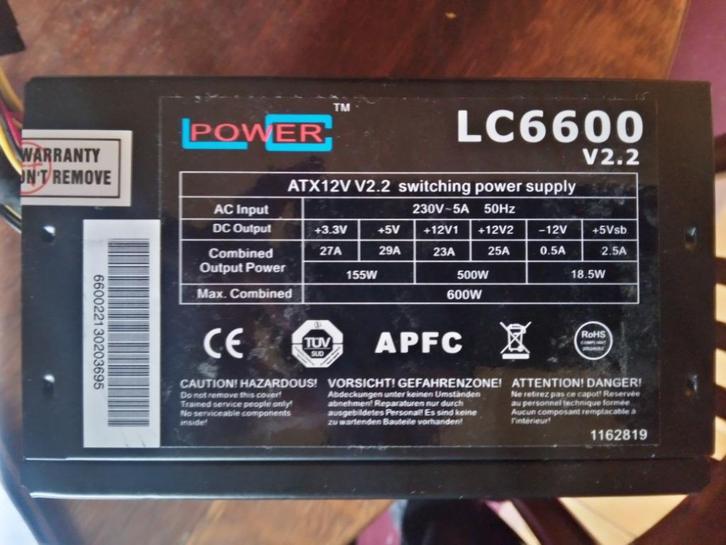 POWER
TM
LC6600
V2.2
WARRANTY
N'T REMOVE
ATX12V V2.2 switching power supply
AC Input 230V~5A 50Hz
DC Output +3.3V +5V +12V1 +12V2 -12V +5Vsb
Combined Output Power 27A 29A 23A 25A 0.5A 2.5A
155W 500W 18.5W
Max. Combined 600W
660022130203695
CE
TÜV
SÜD
APFC
RoHS
COMPLIANT
CAUTION! HAZARDOUS!
Do not remove this cover!
Trained service people only!
No serviceable components
inside!
VORSICHT! GEFAHRENZONE!
Abdeckungen unter keinen Umständen
abnehmen! Reparaturen nur durch
ausgebildetes Personal! Es sind keine
zu wartenden Bauteile vorhanden!
ATTENTION! DANGER!
Ne retirez pas ce capot! Reservée
au personnel technique formée
Aucun composant remplacable à
l'intérieur!
1162819